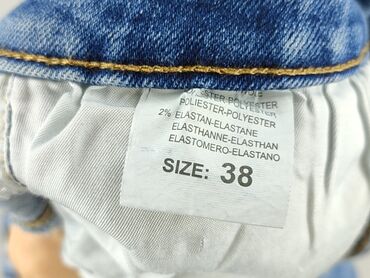 POLIESTER-POLYESTER
2% ELASTAN-ELASTANE
ELASTHANNE-ELASTHAN
ELASTOMERO-ELASTANO
SIZE: 38